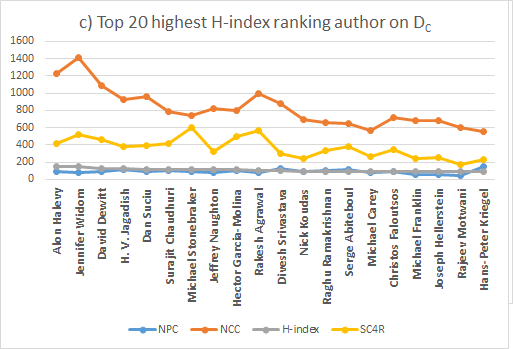 c) Top 20 highest H-index ranking author on DC
1600
1400
1200
1000
800
600
400
200
0
Alon Halevy
Jennifer Widom
David Dewitt
H. V. Jagadish
Dan Suciu
Surajit Chaudhuri
Michael Stonebraker
Jeffrey Naughton
Hector Garcia-Molina
Rakesh Agrawal
Divesh Srivastava
Nick Koudas
Raghu Ramakrishnan
Serge Abiteboul
Michael Carey
Christos Faloutsos
Michael Franklin
Joseph Hellerstein
Rajeev Motwani
Hans-Peter Kriegel
NPC NCC H-index SC4R